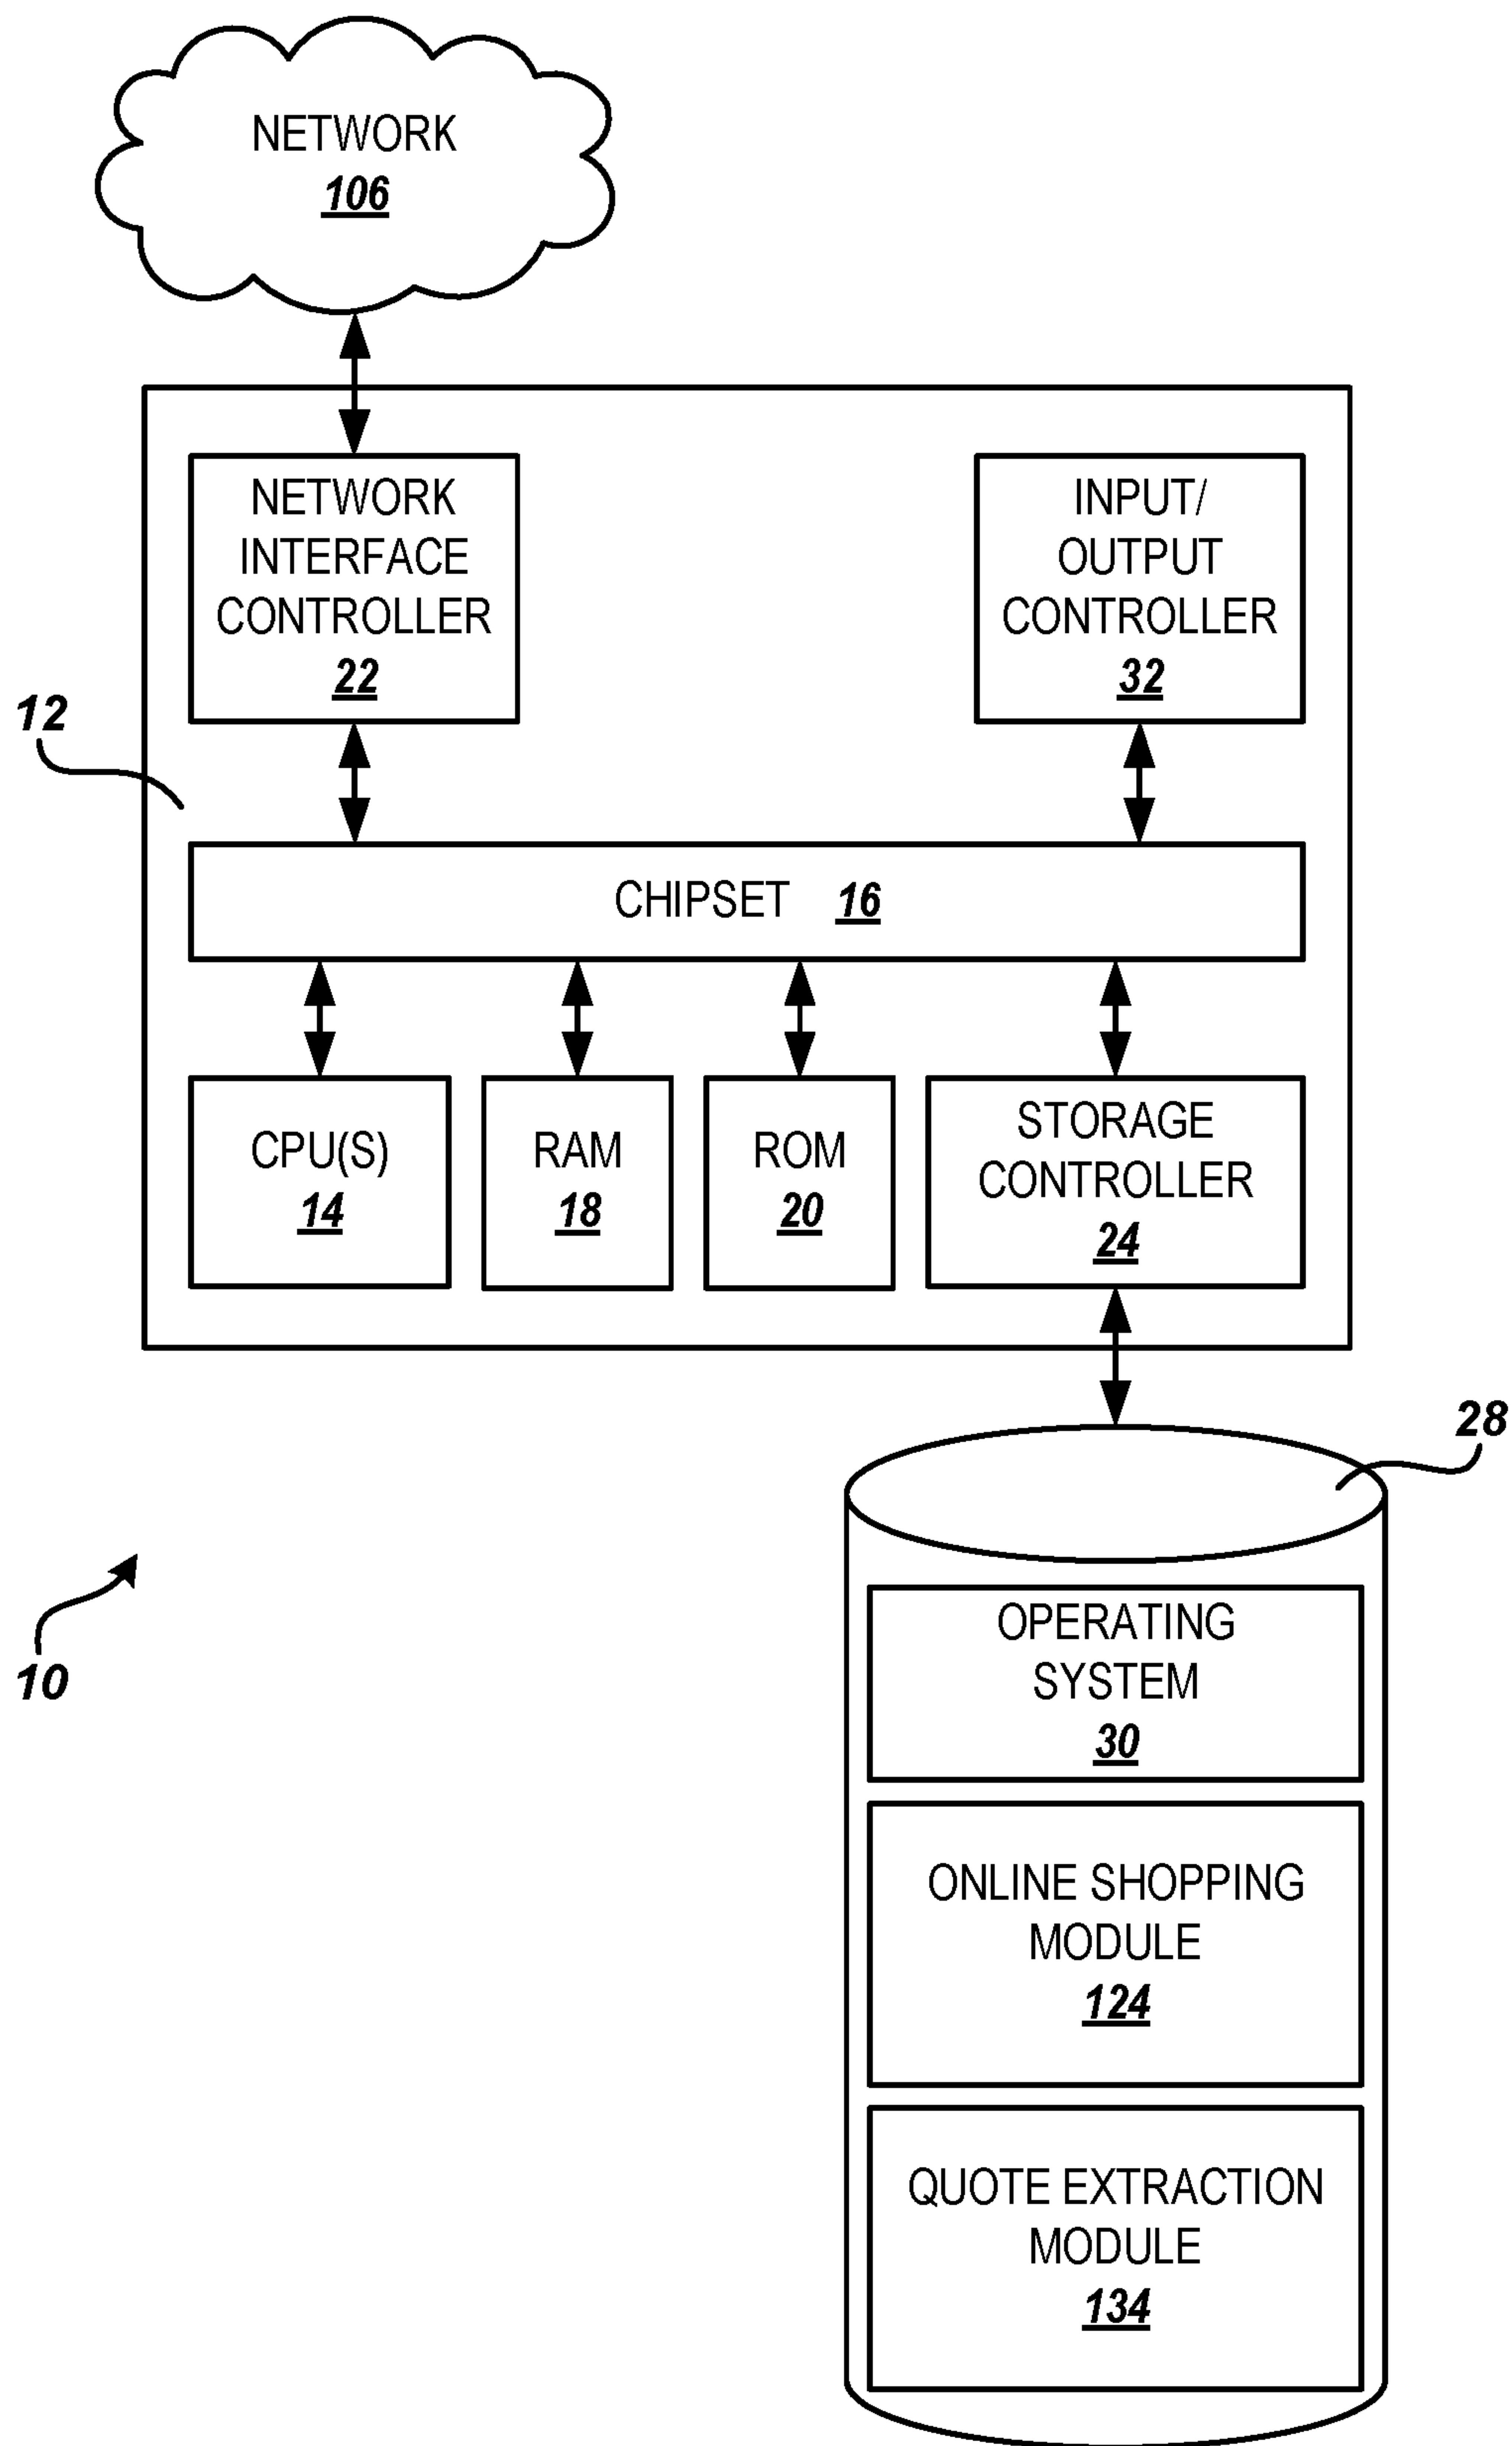 NETWORK
106
NETWORK
INTERFACE
CONTROLLER
22
INPUT/
OUTPUT
CONTROLLER
32
12
CHIPSET 16
CPU(S)
14
RAM
18
ROM
20
STORAGE
CONTROLLER
24
28
10
OPERATING
SYSTEM
30
ONLINE SHOPPING
MODULE
124
QUOTE EXTRACTION
MODULE
134